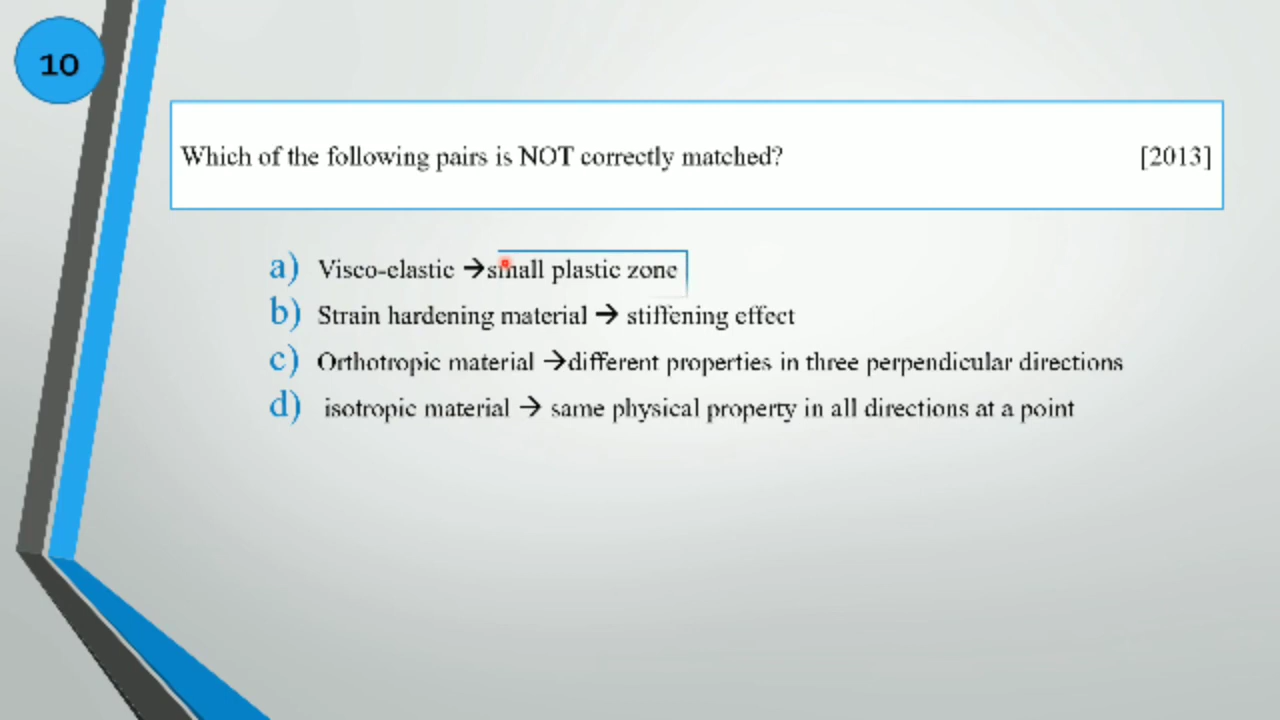 10
Which of the following pairs is NOT correctly matched? [2013]
a) Visco-elastic →small plastic zone
b) Strain hardening material → stiffening effect
c) Orthotropic material →different properties in three perpendicular directions
d) isotropic material → same physical property in all directions at a point